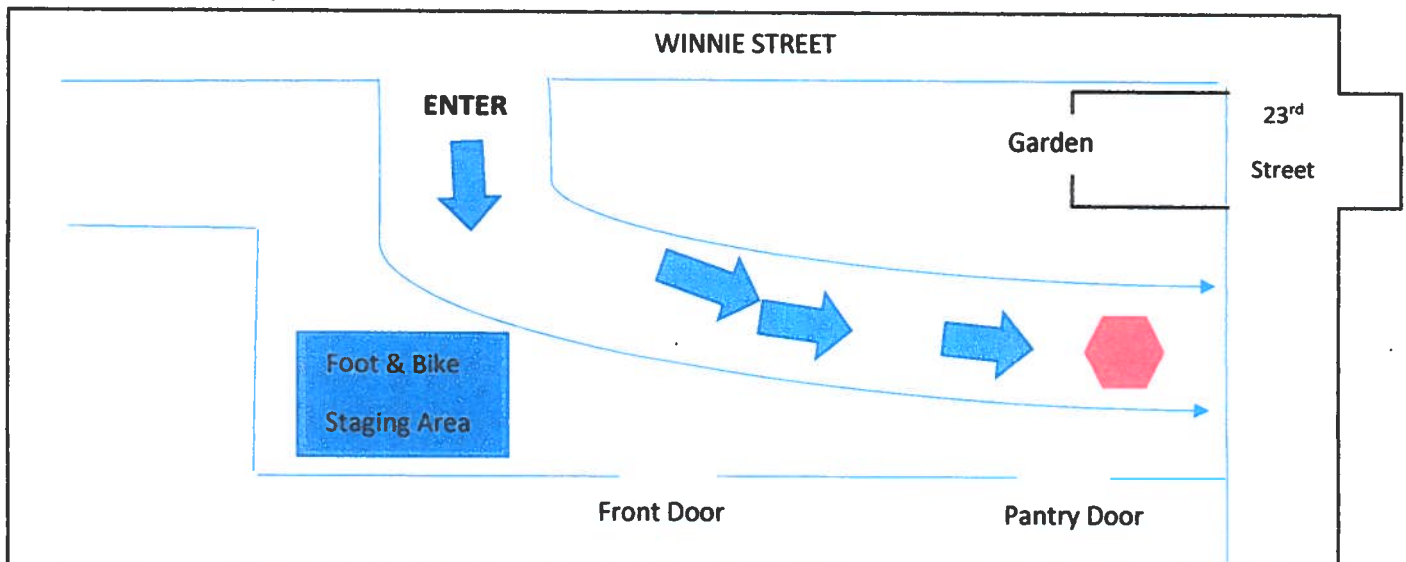 WINNIE STREET
ENTER
23rd
Street
Garden
Foot & Bike
Staging Area
Front Door
Pantry Door